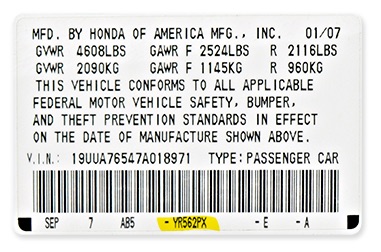 MFD. BY HONDA OF AMERICA MFG., INC. 01/07
GVWR 4608LBS GAWR F 2524LBS R 2116LBS
GVWR 2090KG GAWR F 1145KG R 960KG
THIS VEHICLE CONFORMS TO ALL APPLICABLE
FEDERAL MOTOR VEHICLE SAFETY, BUMPER,
AND THEFT PREVENTION STANDARDS IN EFFECT
ON THE DATE OF MANUFACTURE SHOWN ABOVE.
V.I.N.: 19UUA76547A018971 TYPE: PASSENGER CAR
SEP 7 AB5 - YR562PX - E - A